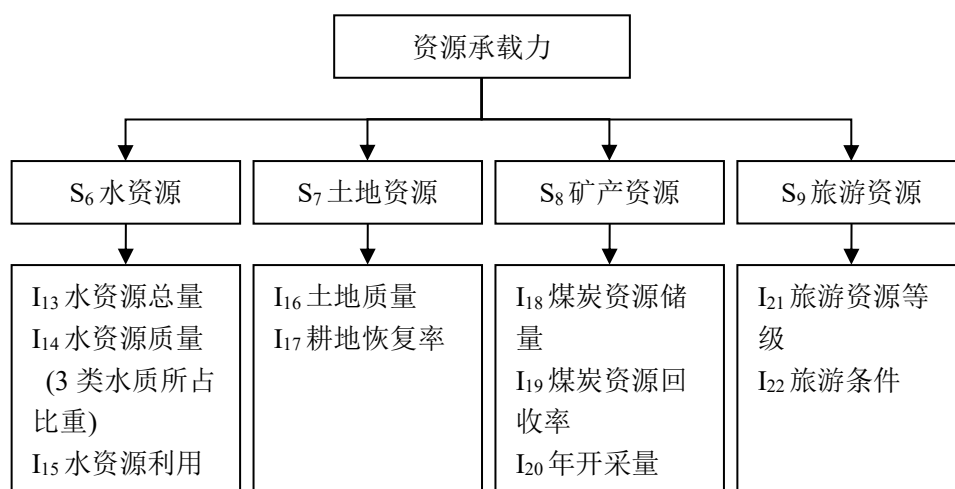 资源承载力
S₆水资源
S₇土地资源
S₈矿产资源
S₉旅游资源
I₁₃水资源总量
I₁₄水资源质量
(3 类水质所占
比重)
I₁₅水资源利用
I₁₆土地质量
I₁₇耕地恢复率
I₁₈煤炭资源储
量
I₁₉煤炭资源回
收率
I₂₀年开采量
I₂₁旅游资源等
级
I₂₂旅游条件